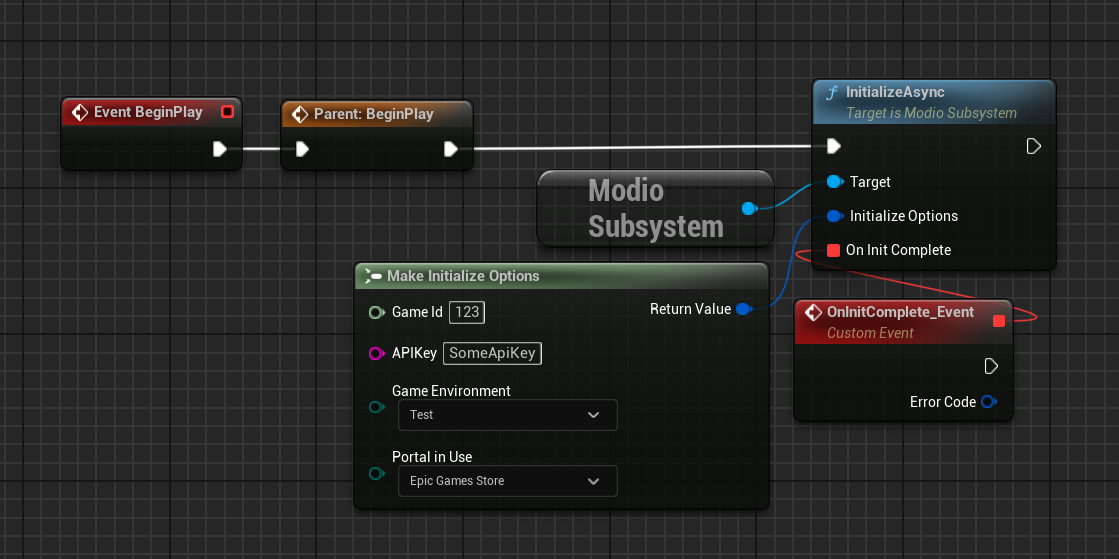 Event BeginPlay
Parent: BeginPlay
InitializeAsync
Target is Modio Subsystem
Target
Initialize Options
On Init Complete
Modio
Subsystem
Make Initialize Options
Game Id 123
Return Value
APIKey SomeApiKey
Game Environment
Test
Portal in Use
Epic Games Store
OnInitComplete_Event
Custom Event
Error Code